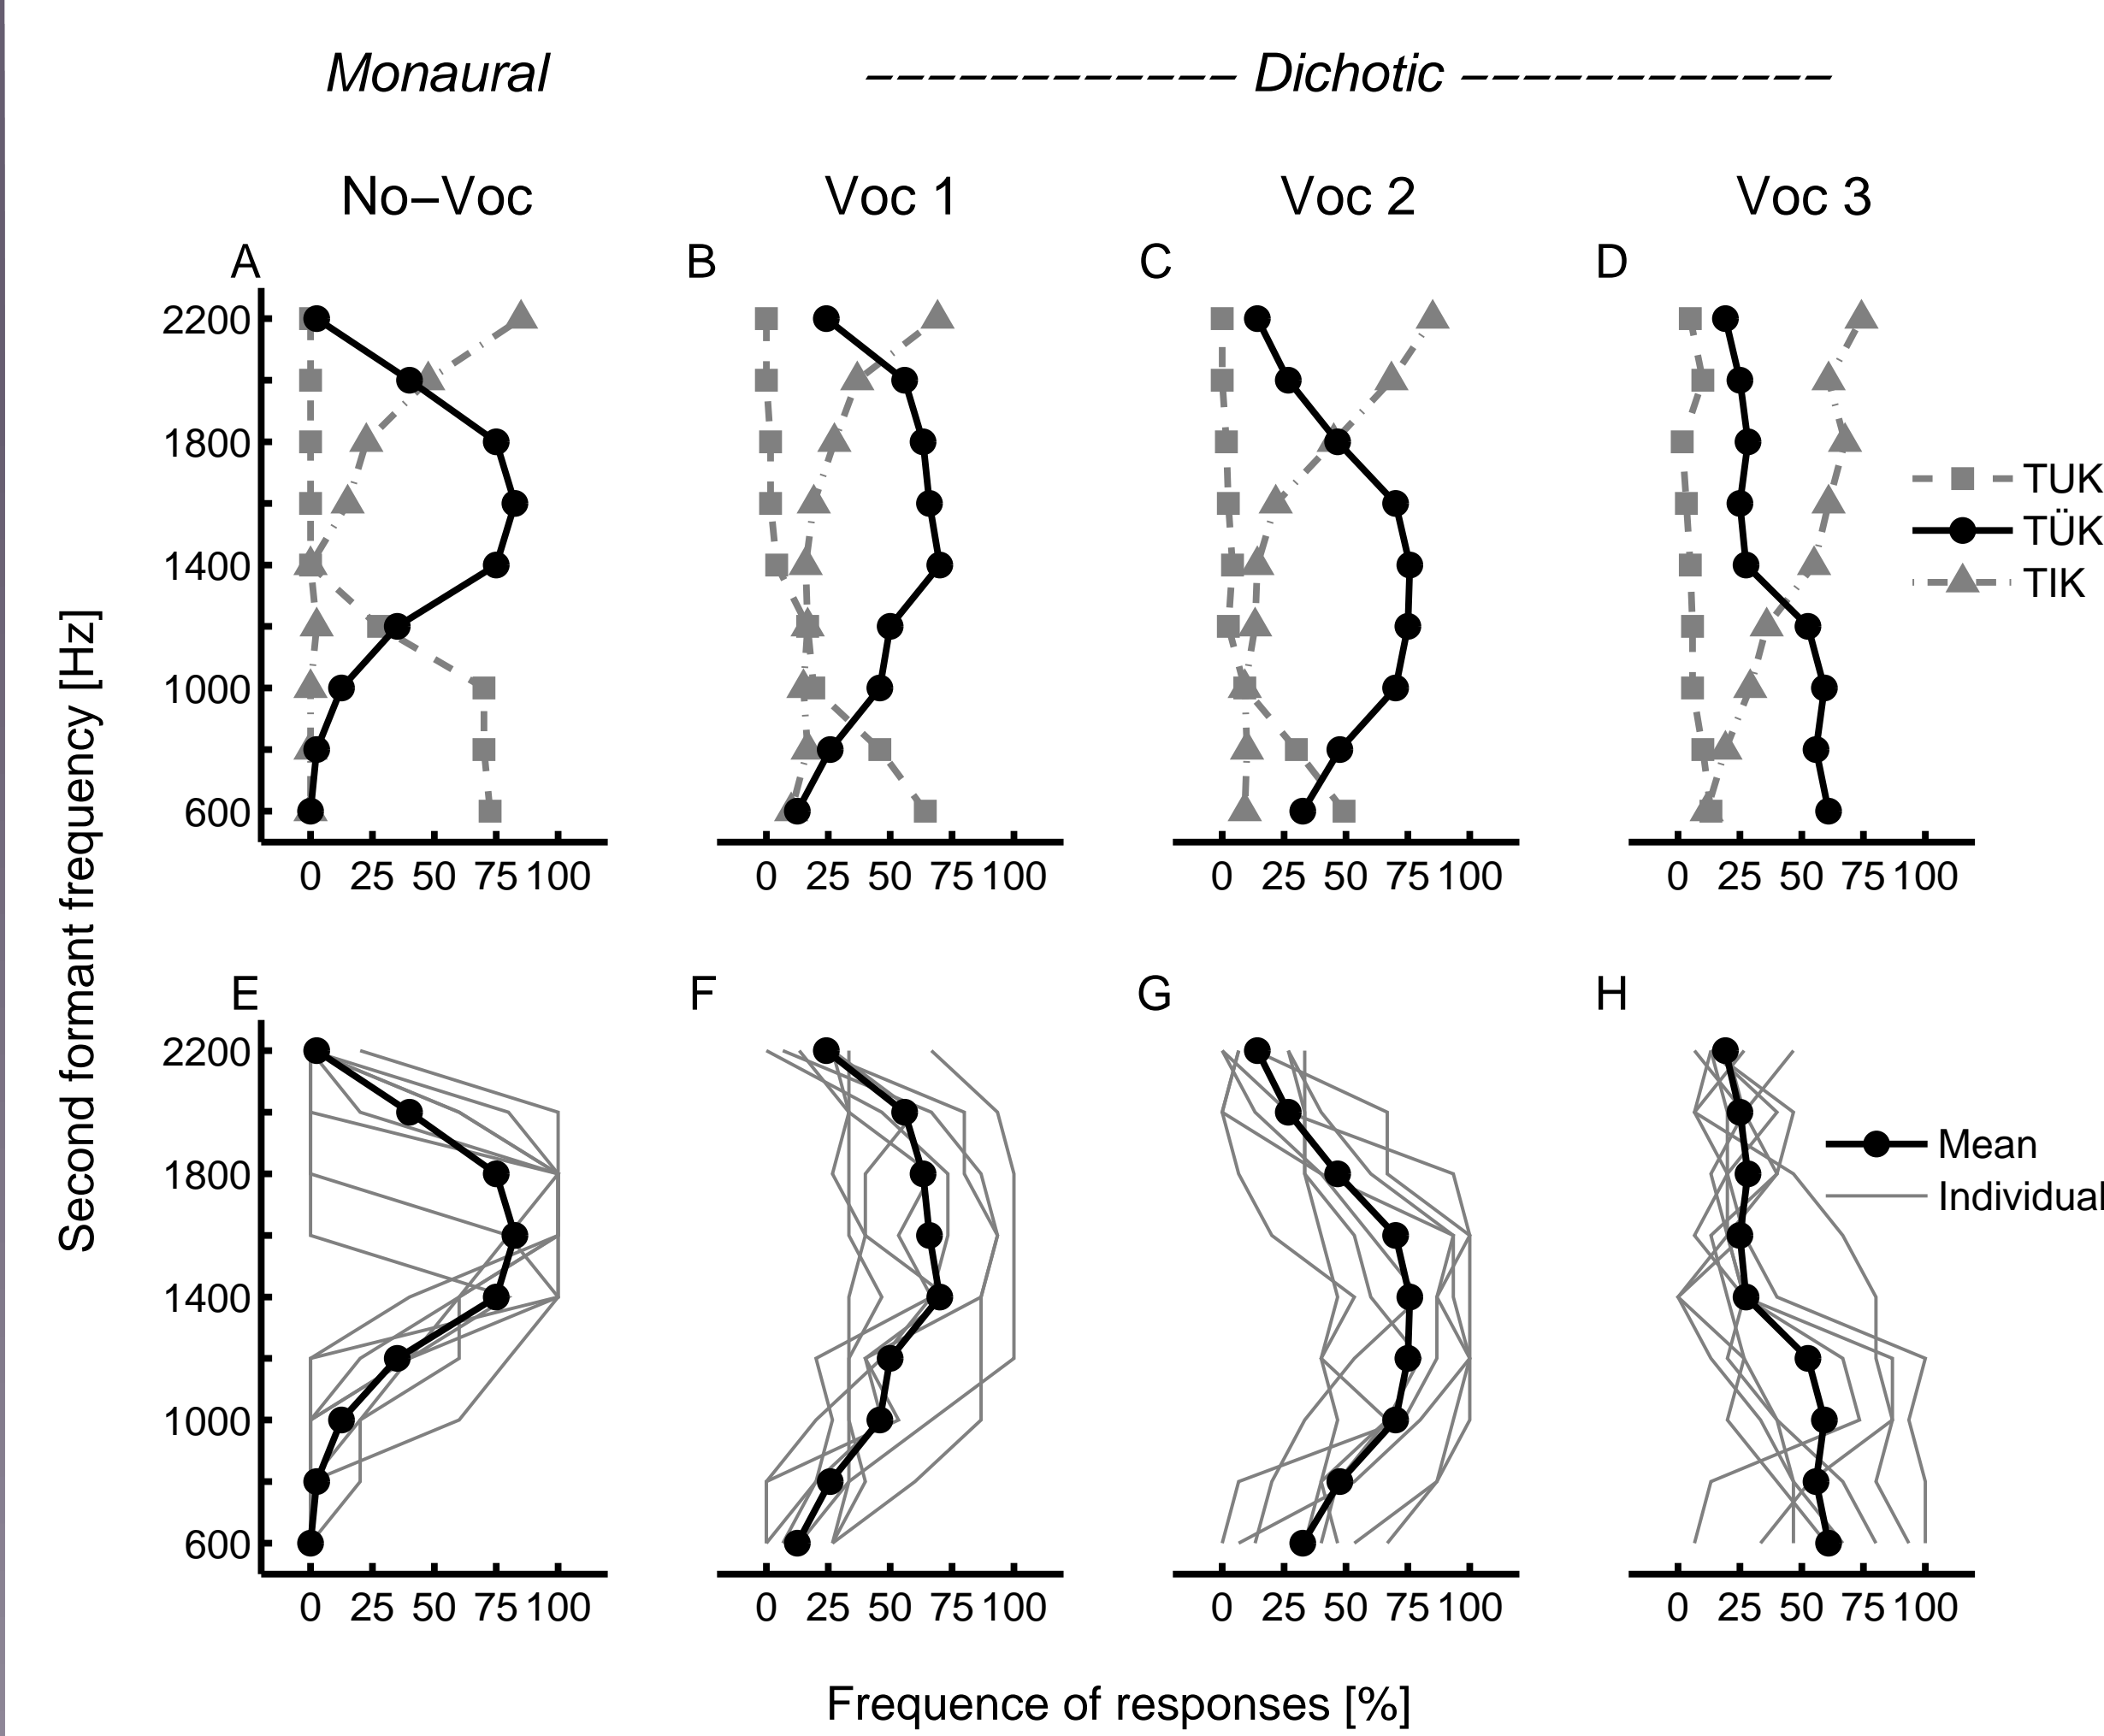 Monaural
Dichotic
No–Voc
Voc 1
Voc 2
Voc 3
A
B
C
D
2200
1800
1400
1000
600
0 25 50 75 100
0 25 50 75 100
0 25 50 75 100
0 25 50 75 100
TUK
TÜK
TIK
Second formant frequency [Hz]
E
F
G
H
2200
1800
1400
1000
600
0 25 50 75 100
0 25 50 75 100
0 25 50 75 100
0 25 50 75 100
Mean
Individual
Frequence of responses [%]